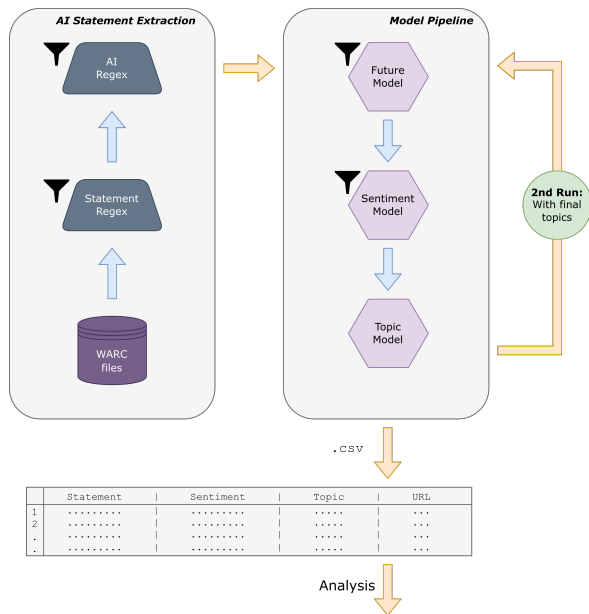 AI Statement Extraction
AI
Regex
Statement
Regex
WARC
files
Model Pipeline
Future
Model
Sentiment
Model
Topic
Model
2nd Run:
With final
topics
.csv
Statement | Sentiment | Topic | URL
1 ......... | ......... | ..... | ...
2 ......... | ......... | ..... | ...
. ......... | ......... | ..... | ...
. ......... | ......... | ..... | ...
Analysis